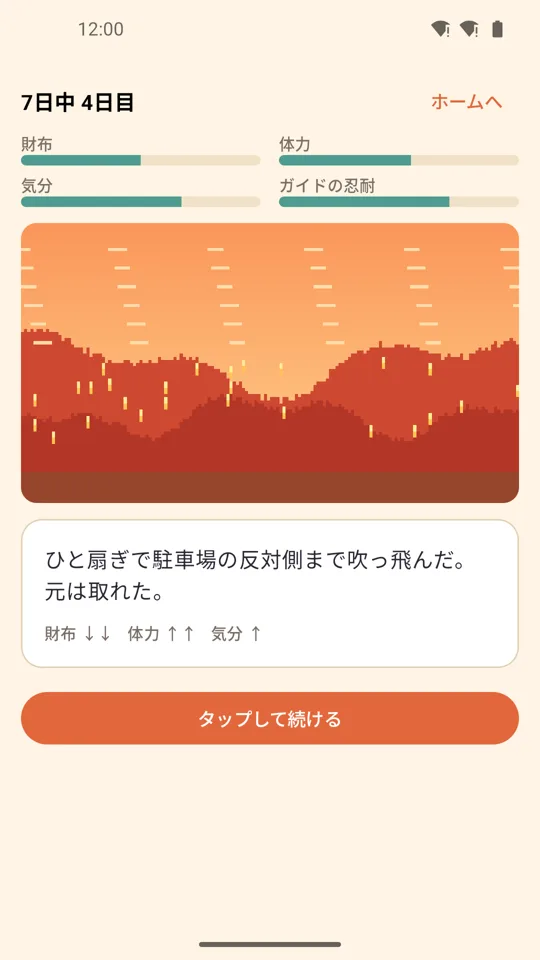 12:00
7日中 4日目
ホームへ
財布
体力
気分
ガイドの忍耐
ひと扇ぎで駐車場の反対側まで吹っ飛んだ。
元は取れた。
財布 ↓↓ 体力 ↑↑ 気分 ↑
タップして続ける